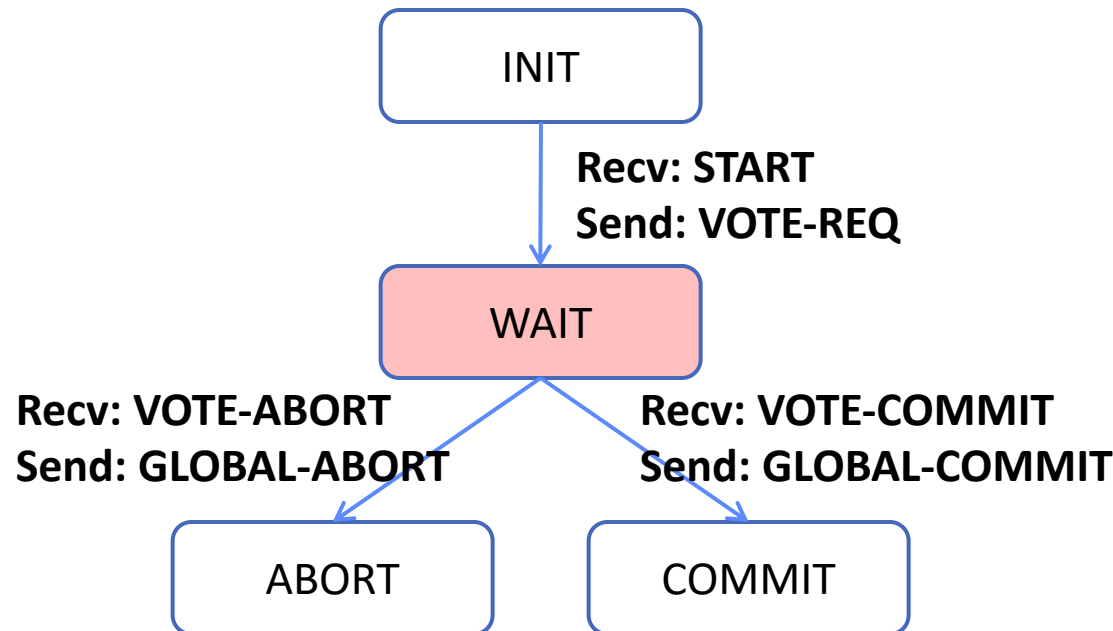 INIT
Recv: START
Send: VOTE-REQ
WAIT
Recv: VOTE-ABORT
Send: GLOBAL-ABORT
Recv: VOTE-COMMIT
Send: GLOBAL-COMMIT
ABORT
COMMIT